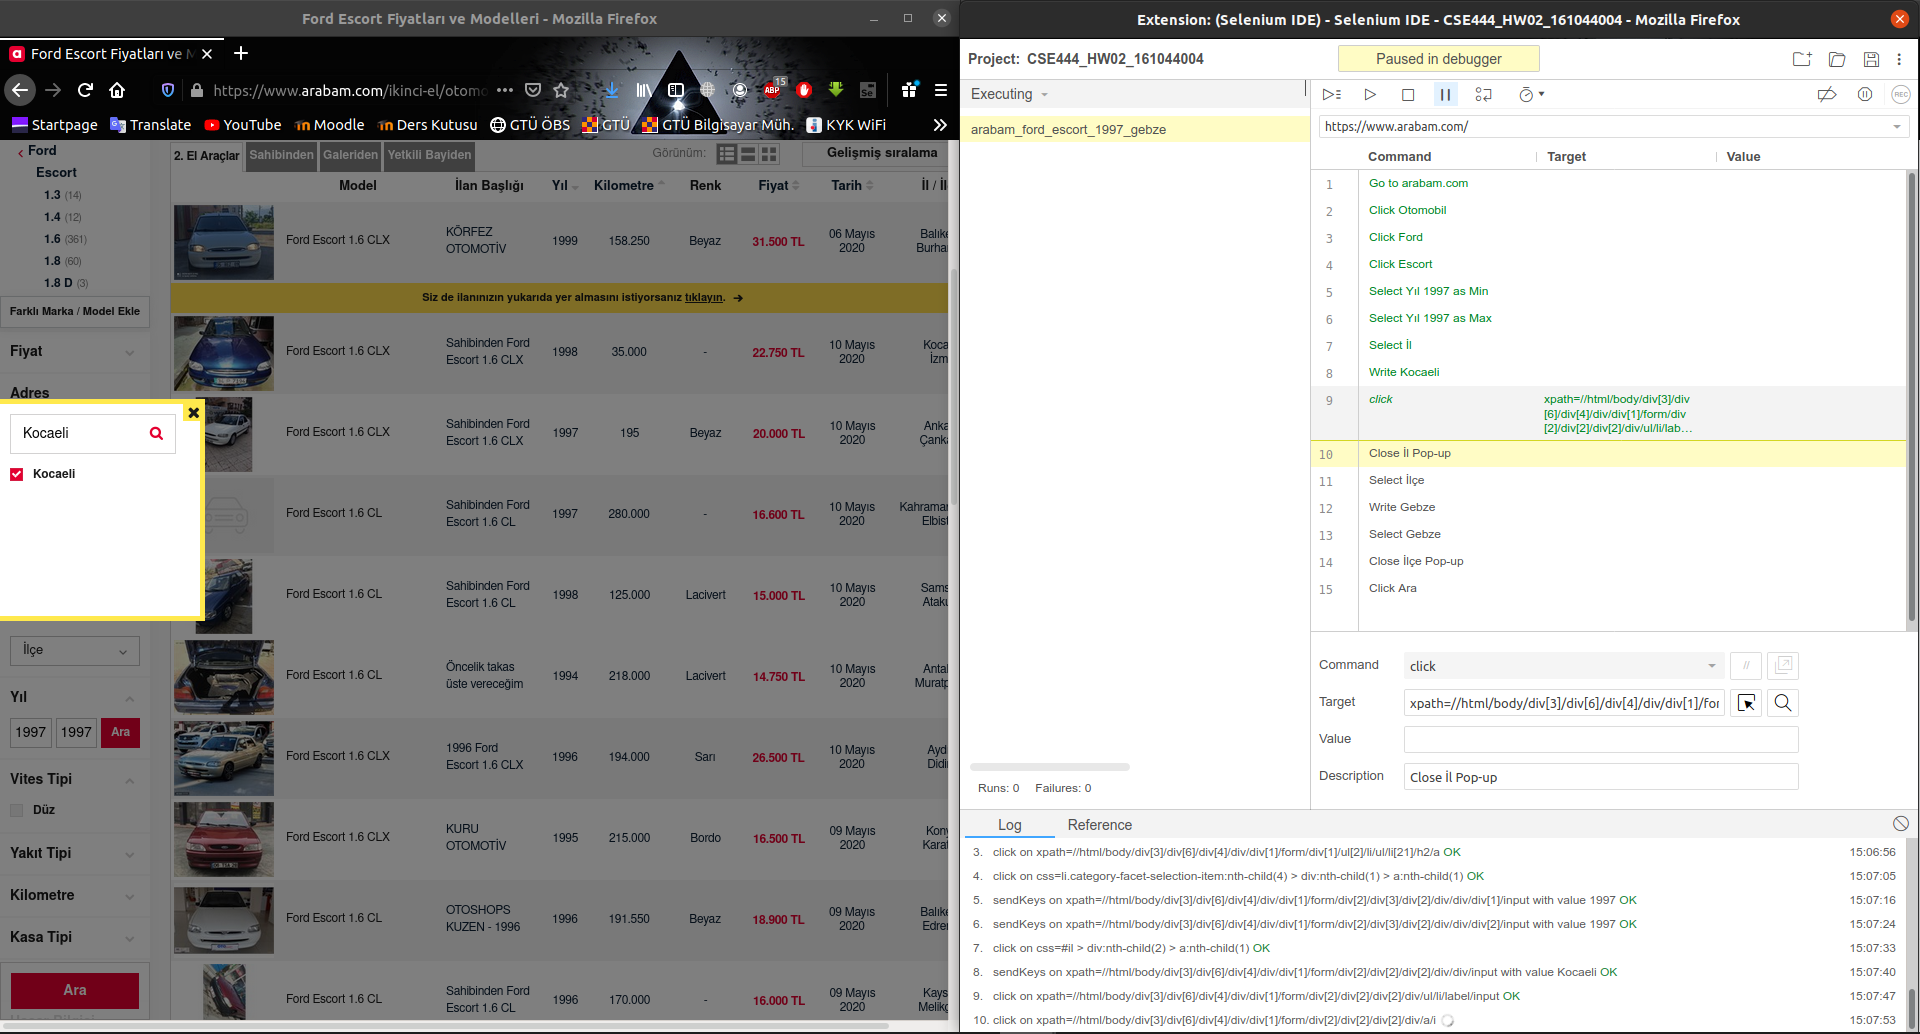 Ford Escort Fiyatları ve Modelleri - Mozilla Firefox
Ford Escort Fiyatları ve M
https://www.arabam.com/ikinci-el/otomo
15
ABP
Se
Startpage
Translate
YouTube
Moodle
Ders Kutusu
GTÜ ÖBS
GTÜ
GTÜ Bilgisayar Müh.
KYK WiFi
Ford
Escort
1.3 (14)
1.4 (12)
1.6 (361)
1.8 (60)
1.8 D (3)
Farklı Marka / Model Ekle
Fiyat
Adres
Kocaeli
Kocaeli
İlçe
Yıl
1997 1997 Ara
Vites Tipi
Düz
Yakıt Tipi
Kilometre
Kasa Tipi
Ara
2. El Araçlar Sahibinden Galeriden Yetkili Bayiden Görünüm: Gelişmiş sıralama
Model İlan Başlığı Yıl Kilometre Renk Fiyat Tarih İl / İl
Ford Escort 1.6 CLX KÖRFEZ OTOMOTİV 1999 158.250 Beyaz 31.500 TL 06 Mayıs 2020 Balıke Burhan
Siz de ilanınızın yukarıda yer almasını istiyorsanız tıklayın. →
Ford Escort 1.6 CLX Sahibinden Ford Escort 1.6 CLX 1998 35.000 - 22.750 TL 10 Mayıs 2020 Koca İzm
Ford Escort 1.6 CLX Sahibinden Ford Escort 1.6 CLX 1997 195 Beyaz 20.000 TL 10 Mayıs 2020 Anka Çanka
Ford Escort 1.6 CL Sahibinden Ford Escort 1.6 CL 1997 280.000 - 16.600 TL 10 Mayıs 2020 Kahraman Elbist
Ford Escort 1.6 CL Sahibinden Ford Escort 1.6 CL 1998 125.000 Lacivert 15.000 TL 10 Mayıs 2020 Sams Ataku
Ford Escort 1.6 CLX Öncelik takas üste vereceğim 1994 218.000 Lacivert 14.750 TL 10 Mayıs 2020 Antal Muratp
Ford Escort 1.6 CLX 1996 Ford Escort 1.6 CLX 1996 194.000 Sarı 26.500 TL 10 Mayıs 2020 Aydı Didi
Ford Escort 1.6 CLX KURU OTOMOTİV 1995 215.000 Bordo 16.500 TL 09 Mayıs 2020 Kony Karat
Ford Escort 1.6 CL OTOSHOPS KUZEN - 1996 1996 191.550 Beyaz 18.900 TL 09 Mayıs 2020 Balıke Edrem
Ford Escort 1.6 CL Sahibinden Ford Escort 1.6 CL 1996 170.000 - 16.000 TL 09 Mayıs 2020 Kays Melikg
Extension: (Selenium IDE) - Selenium IDE - CSE444_HW02_161044004 - Mozilla Firefox
Project: CSE444_HW02_161044004
Paused in debugger
Executing
REC
arabam_ford_escort_1997_gebze
https://www.arabam.com/
Command Target Value
1 Go to arabam.com
2 Click Otomobil
3 Click Ford
4 Click Escort
5 Select Yıl 1997 as Min
6 Select Yıl 1997 as Max
7 Select İl
8 Write Kocaeli
9 click xpath=//html/body/div[3]/div
[6]/div[4]/div/div[1]/form/div
[2]/div[2]/div[2]/div/ul/li/lab...
10 Close İl Pop-up
11 Select İlçe
12 Write Gebze
13 Select Gebze
14 Close İlçe Pop-up
15 Click Ara
Command click //
Target xpath=//html/body/div[3]/div[6]/div[4]/div/div[1]/for
Value
Description Close İl Pop-up
Runs: 0 Failures: 0
Log Reference
3. click on xpath=//html/body/div[3]/div[6]/div[4]/div/div[1]/form/div[1]/ul[2]/li/ul/li[21]/h2/a OK 15:06:56
4. click on css=li.category-facet-selection-item:nth-child(4) > div:nth-child(1) > a:nth-child(1) OK 15:07:05
5. sendKeys on xpath=//html/body/div[3]/div[6]/div[4]/div/div[1]/form/div[2]/div[3]/div[2]/div/div/div[1]/input with value 1997 OK 15:07:16
6. sendKeys on xpath=//html/body/div[3]/div[6]/div[4]/div/div[1]/form/div[2]/div[3]/div[2]/div/div/div[2]/input with value 1997 OK 15:07:24
7. click on css=#il > div:nth-child(2) > a:nth-child(1) OK 15:07:33
8. sendKeys on xpath=//html/body/div[3]/div[6]/div[4]/div/div[1]/form/div[2]/div[2]/div[2]/div/div/input with value Kocaeli OK 15:07:40
9. click on xpath=//html/body/div[3]/div[6]/div[4]/div/div[1]/form/div[2]/div[2]/div[2]/div/ul/li/label/input OK 15:07:47
10. click on xpath=//html/body/div[3]/div[6]/div[4]/div/div[1]/form/div[2]/div[2]/div[2]/div/a/i 15:07:53